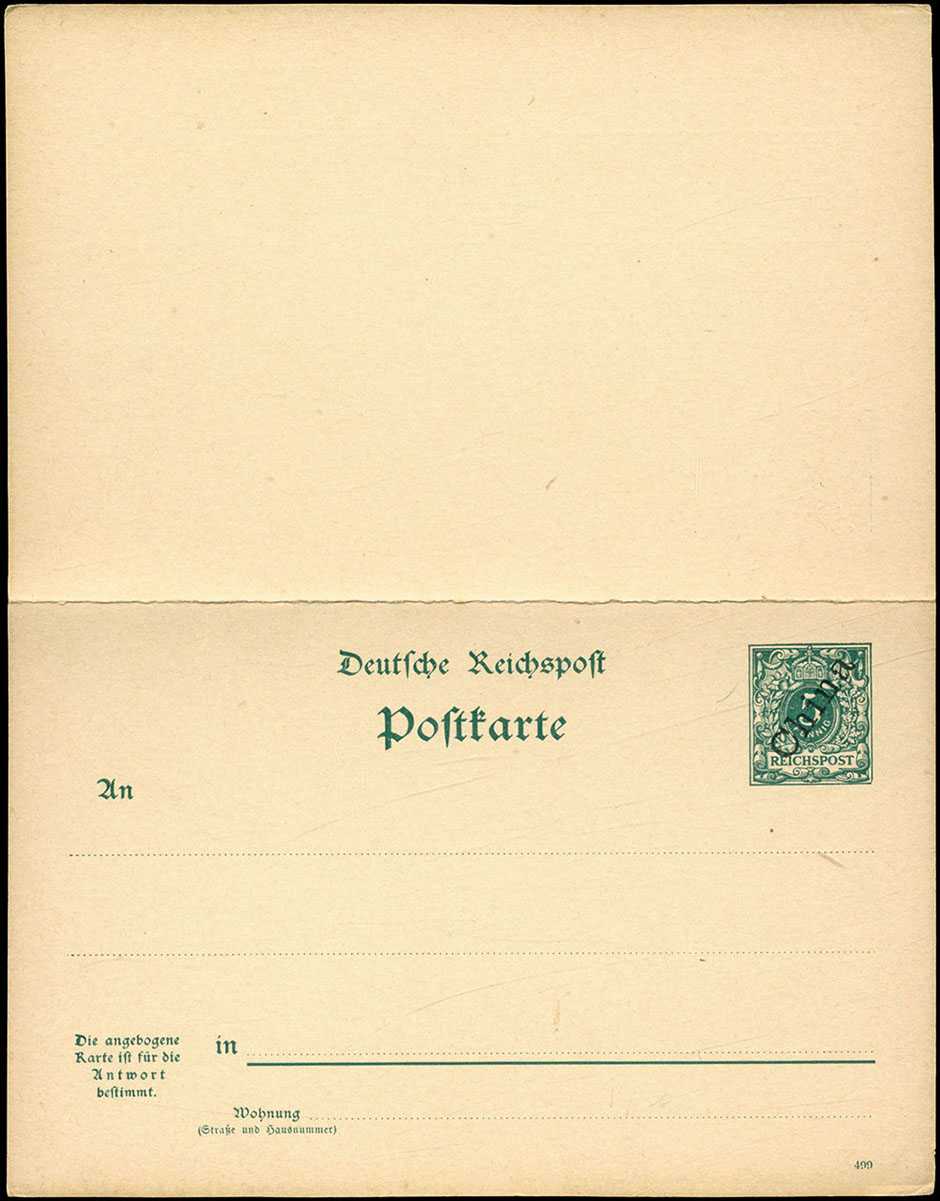 Deutſche Reichspoſt
Poſtkarte
China
REICHSPOST
An
Die angebogene
Karte iſt für die
Antwort
beſtimmt.
in
Wohnung
(Straße und Hausnummer)
499